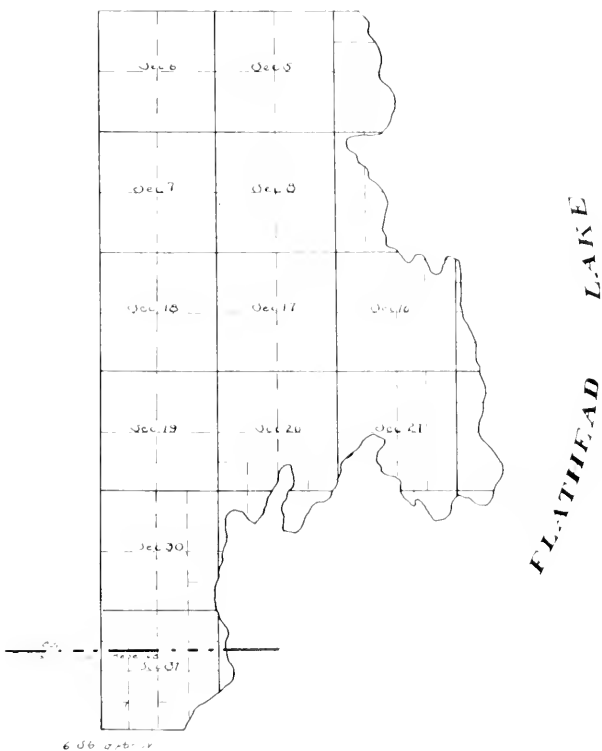 Sec 6
Sec 5
Sec 7
Sec 8
Sec 18
Sec 17
Sec 16
Sec 19
Sec 20
Sec 21
Sec 30
Sec 31
FLATHEAD LAKE